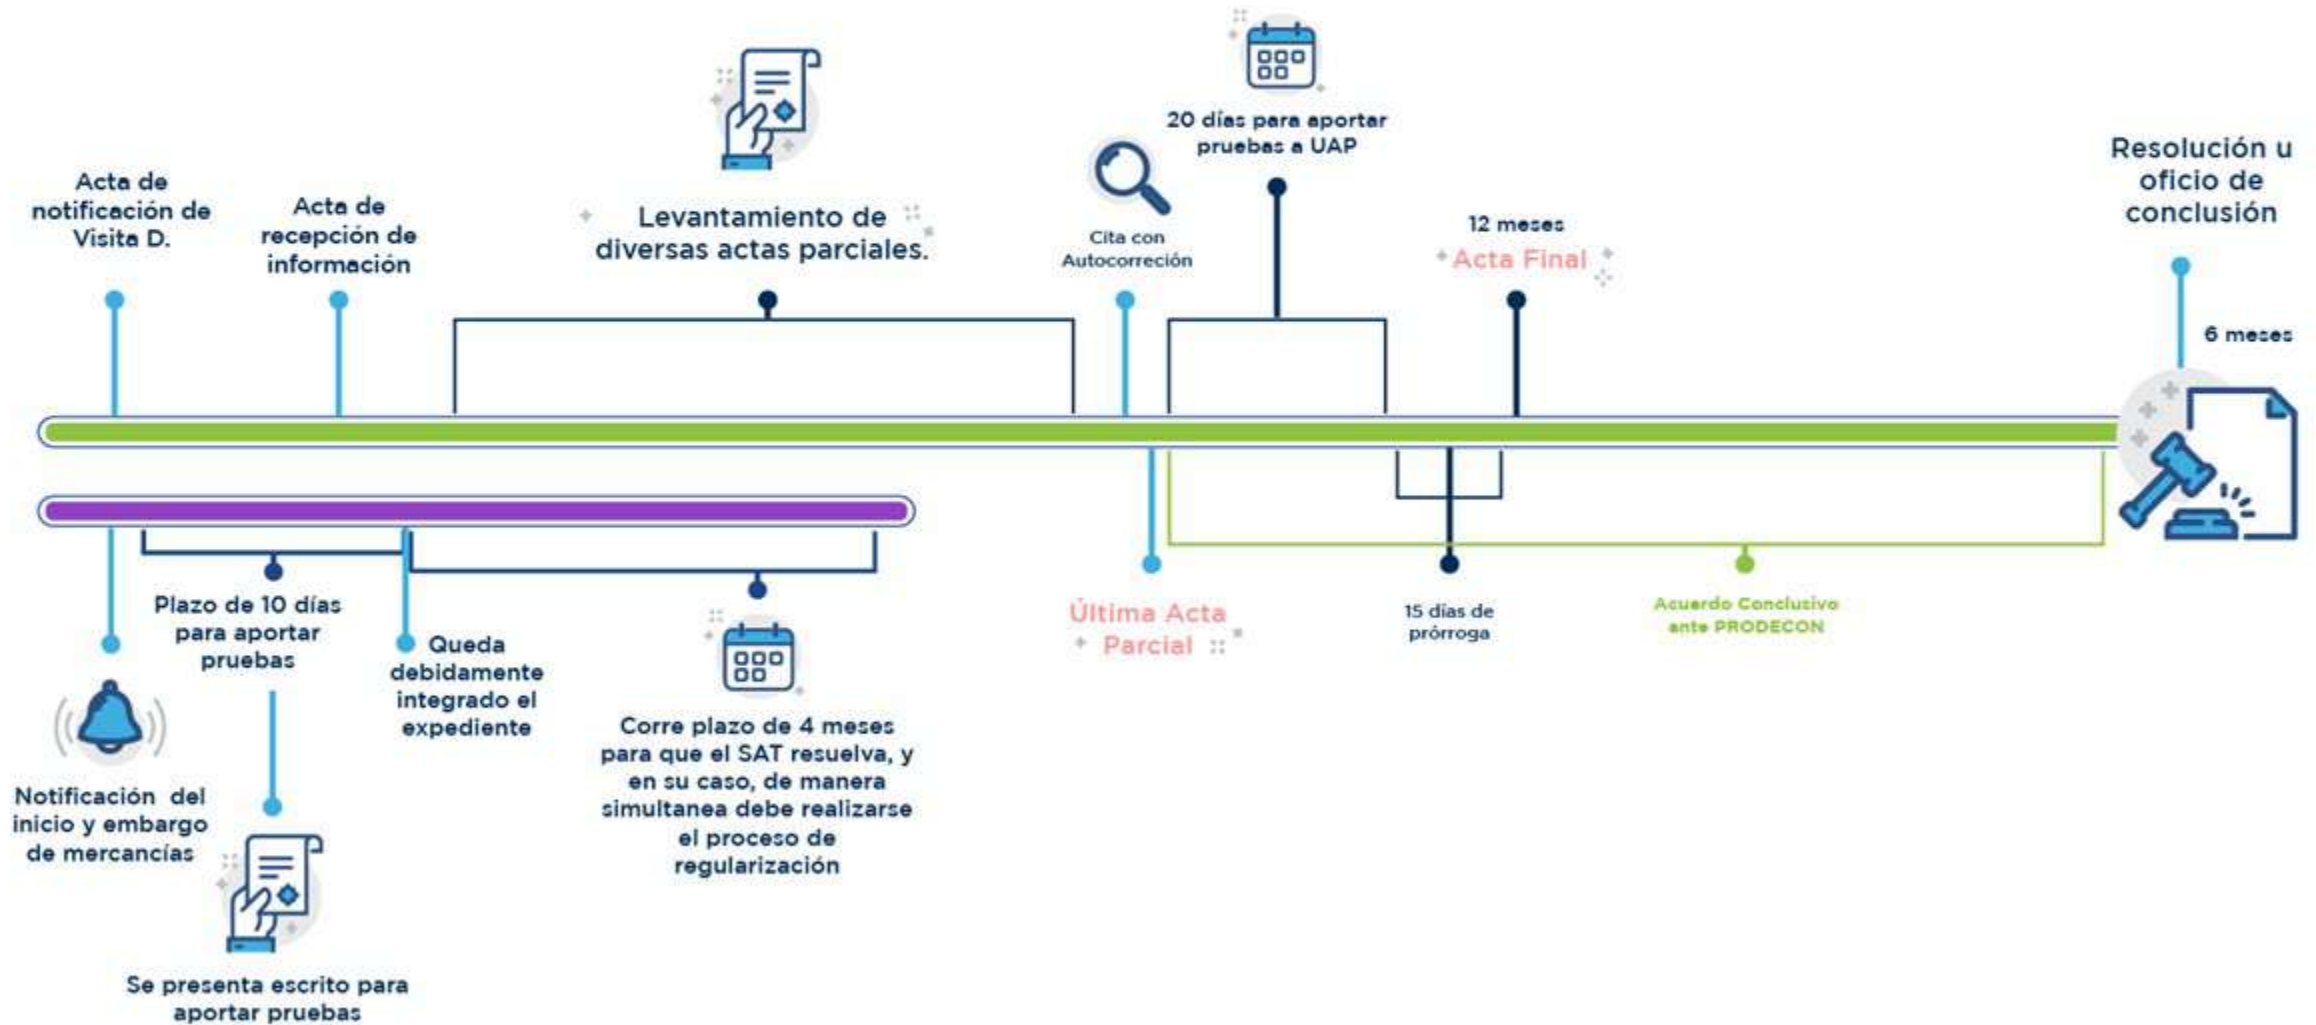 Acta de
notificación de
Visita D.
Acta de
recepción de
información
Levantamiento de
diversas actas parciales.
Cita con
Autocorreción
20 días para aportar
pruebas a UAP
12 meses
Acta Final
Resolución u
oficio de
conclusión
6 meses
Notificación del
inicio y embargo
de mercancías
Plazo de 10 días
para aportar
pruebas
Se presenta escrito para
aportar pruebas
Queda
debidamente
integrado el
expediente
Corre plazo de 4 meses
para que el SAT resuelva, y
en su caso, de manera
simultanea debe realizarse
el proceso de
regularización
Última Acta
Parcial
15 días de
prórroga
Acuerdo Conclusivo
ante PRODECON